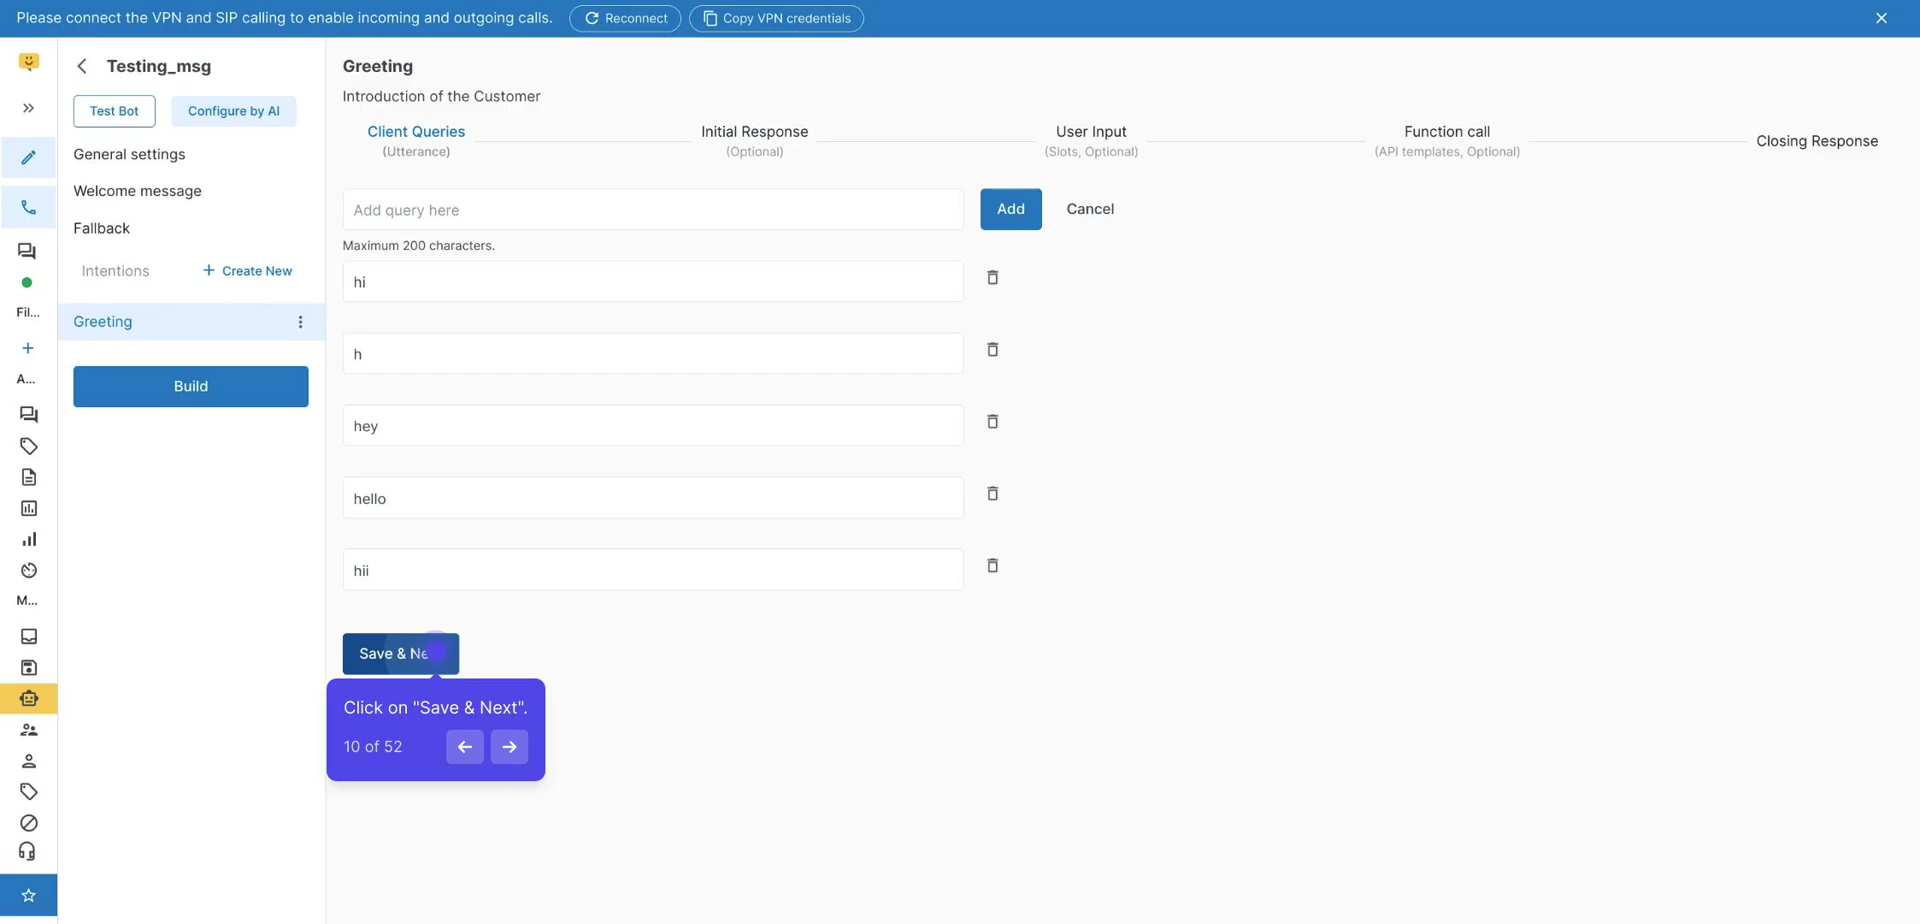 Please connect the VPN and SIP calling to enable incoming and outgoing calls. Reconnect Copy VPN credentials
Testing_msg
Test Bot Configure by AI
General settings
Welcome message
Fallback
Intentions + Create New
Greeting
Build
Fil...
A...
M...
Greeting
Introduction of the Customer
Client Queries
(Utterance)
Initial Response
(Optional)
User Input
(Slots, Optional)
Function call
(API templates, Optional)
Closing Response
Add query here
Add Cancel
Maximum 200 characters.
hi
h
hey
hello
hii
Save & Ne
Click on "Save & Next".
10 of 52